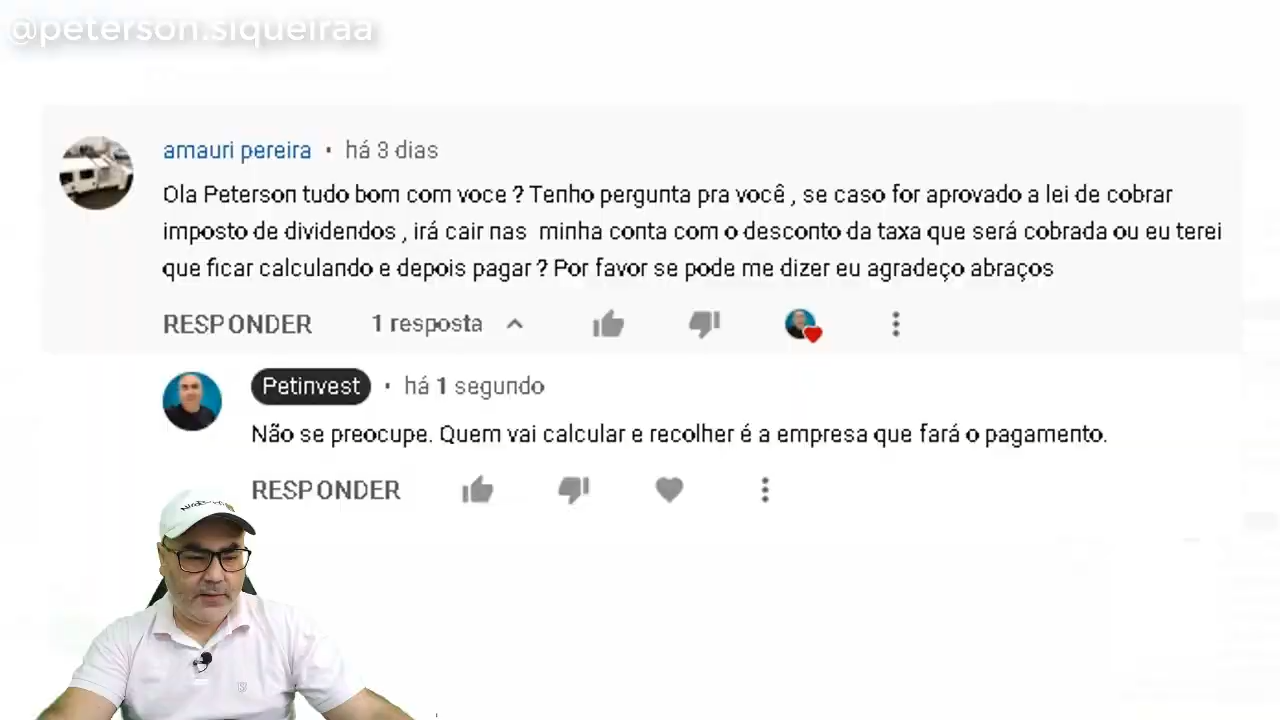 @peterson.siqueiraa
amauri pereira • há 3 dias
Ola Peterson tudo bom com voce ? Tenho pergunta pra você , se caso for aprovado a lei de cobrar
imposto de dividendos , irá cair nas minha conta com o desconto da taxa que será cobrada ou eu terei
que ficar calculando e depois pagar ? Por favor se pode me dizer eu agradeço abraços
RESPONDER 1 resposta
Petinvest • há 1 segundo
Não se preocupe. Quem vai calcular e recolher é a empresa que fará o pagamento.
RESPONDER